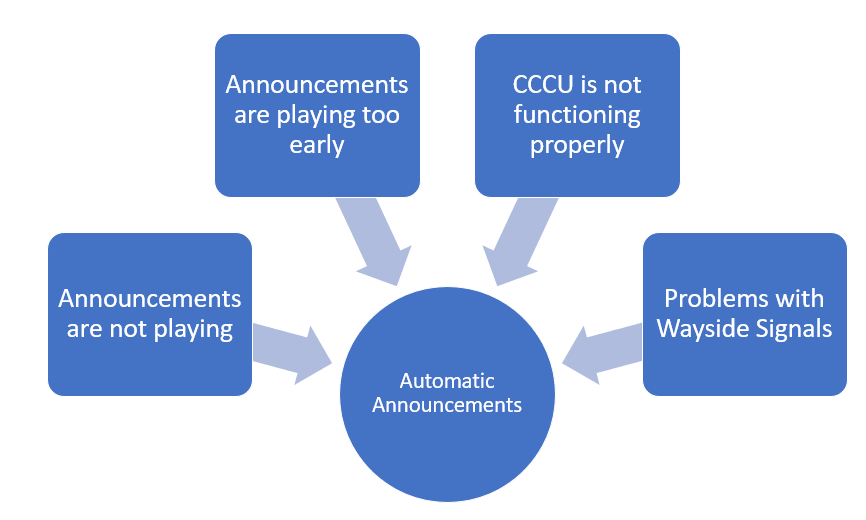 Announcements
are playing too
early
CCCU is not
functioning
properly
Announcements
are not playing
Problems with
Wayside Signals
Automatic
Announcements